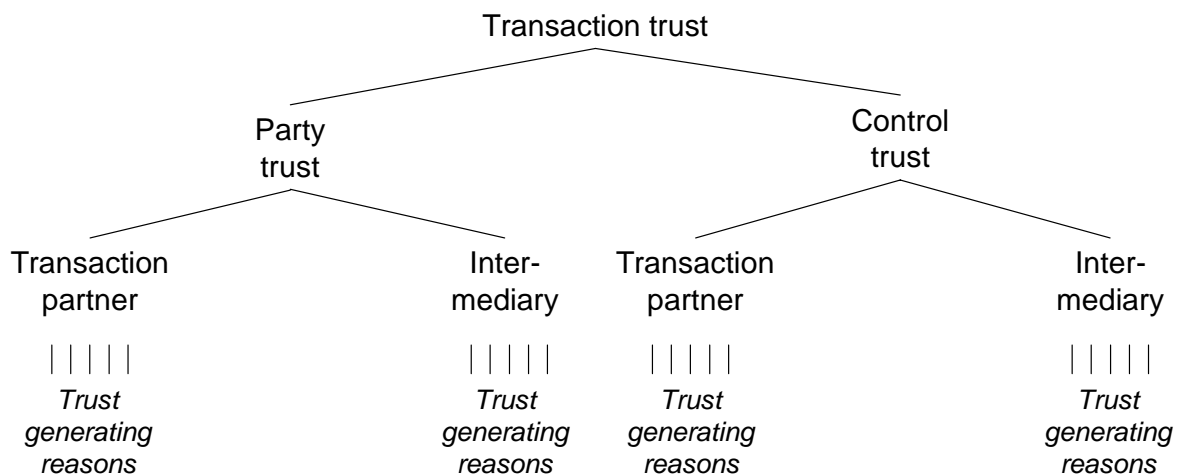 Transaction trust
Party
trust
Control
trust
Transaction
partner
Inter-
mediary
Transaction
partner
Inter-
mediary
Trust
generating
reasons
Trust
generating
reasons
Trust
generating
reasons
Trust
generating
reasons